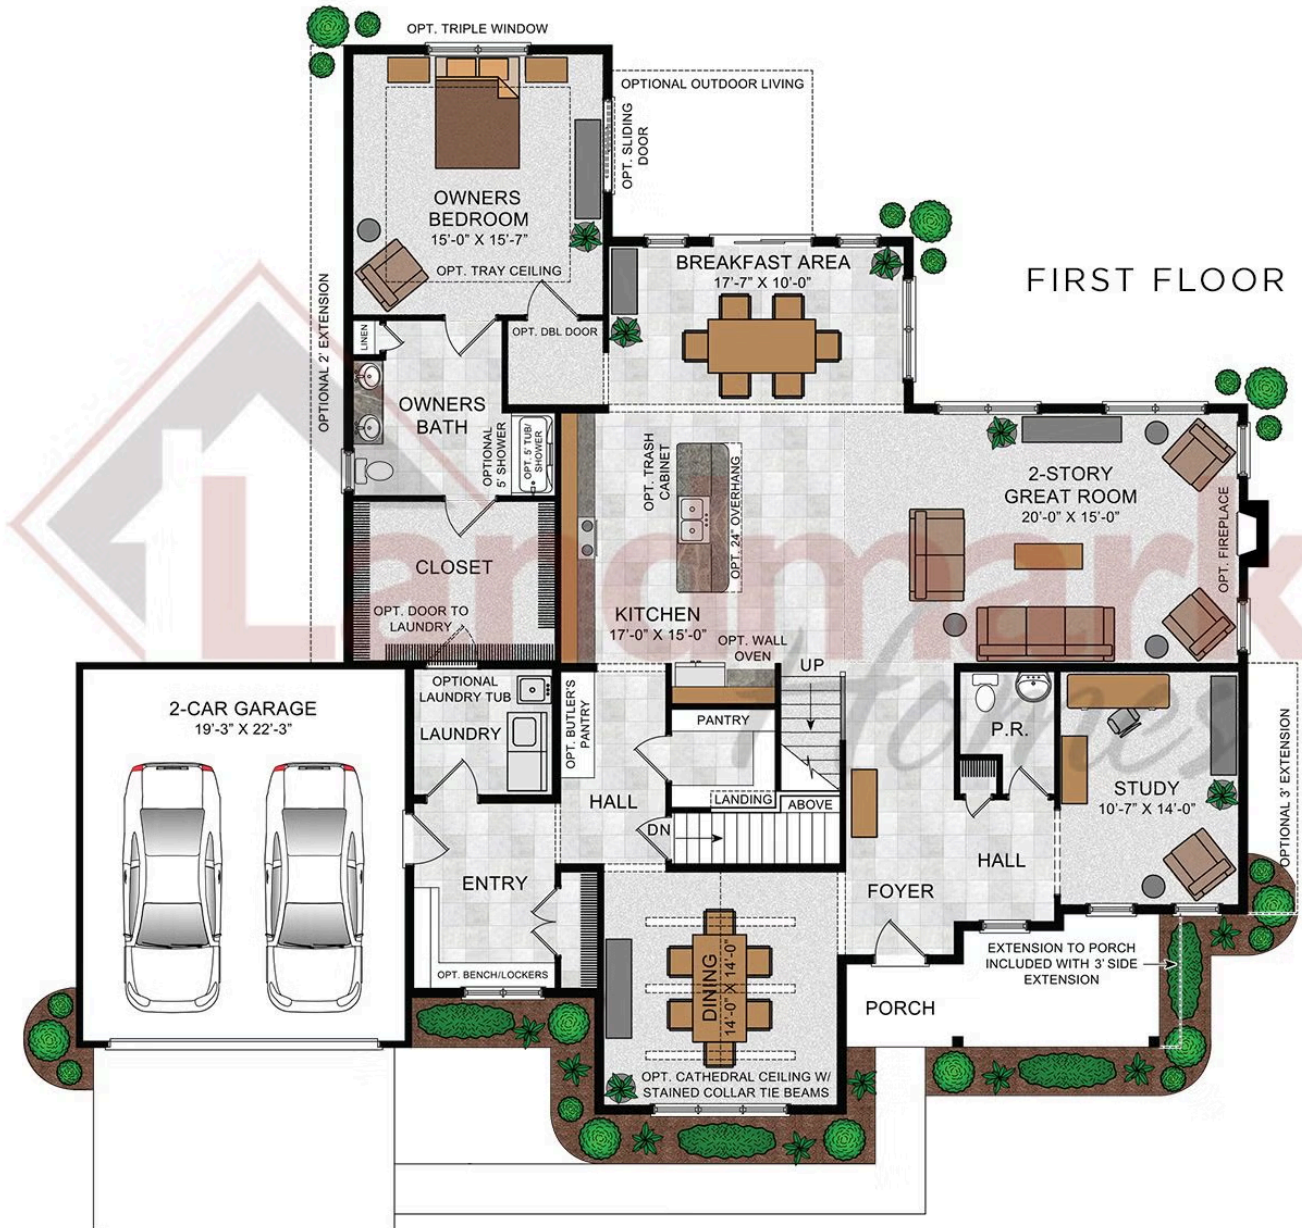 OPT. TRIPLE WINDOW
OPTIONAL OUTDOOR LIVING
OPT. SLIDING
DOOR
OWNERS
BEDROOM
15'-0" X 15'-7"
OPT. TRAY CEILING
BREAKFAST AREA
17'-7" X 10'-0"
FIRST FLOOR
OPTIONAL 2' EXTENSION
LINEN
OPT. DBL DOOR
OWNERS
BATH
OPTIONAL
5' SHOWER
OPT. 5' TUB/
SHOWER
OPT. TRASH
CABINET
OPT. 24" OVERHANG
2-STORY
GREAT ROOM
20'-0" X 15'-0"
OPT. FIREPLACE
CLOSET
OPT. DOOR TO
LAUNDRY
Landmark
Homes
KITCHEN
17'-0" X 15'-0"
OPT. WALL
OVEN
UP
2-CAR GARAGE
19'-3" X 22'-3"
OPTIONAL
LAUNDRY TUB
LAUNDRY
OPT. BUTLER'S
PANTRY
PANTRY
P.R.
STUDY
10'-7" X 14'-0"
OPTIONAL 3' EXTENSION
HALL
LANDING
ABOVE
DN
HALL
ENTRY
FOYER
OPT. BENCH/LOCKERS
DINING
14'-0" X 14'-0"
EXTENSION TO PORCH
INCLUDED WITH 3' SIDE
EXTENSION
PORCH
OPT. CATHEDRAL CEILING W/
STAINED COLLAR TIE BEAMS